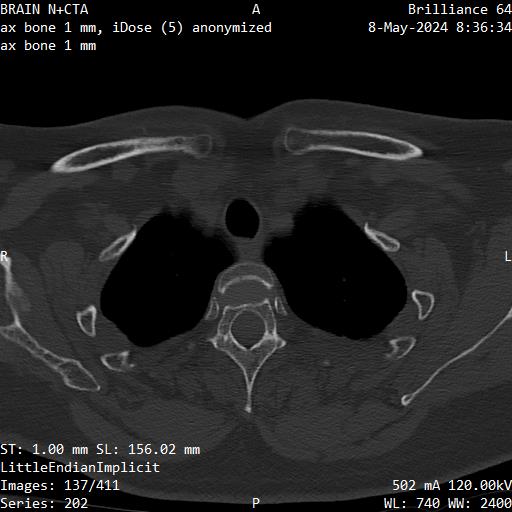 BRAIN N+CTA
ax bone 1 mm, iDose (5) anonymized
ax bone 1 mm
A
Brilliance 64
8-May-2024 8:36:34
R
L
ST: 1.00 mm SL: 156.02 mm
LittleEndianImplicit
Images: 137/411
Series: 202
P
502 mA 120.00kV
WL: 740 WW: 2400